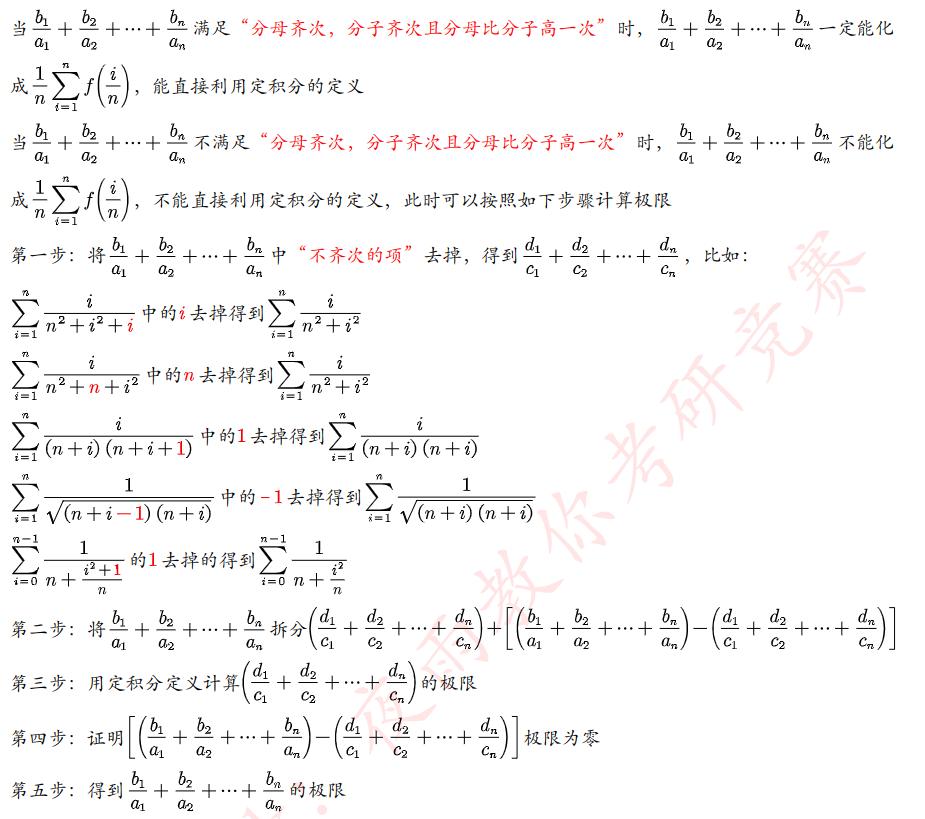 当 $\frac{b_1}{a_1}+\frac{b_2}{a_2}+\cdots+\frac{b_n}{a_n}$ 满足“分母齐次，分子齐次且分母比分子高一次”时，$\frac{b_1}{a_1}+\frac{b_2}{a_2}+\cdots+\frac{b_n}{a_n}$ 一定能化
成 $\frac{1}{n}\sum_{i=1}^{n}f\left(\frac{i}{n}\right)$，能直接利用定积分的定义
当 $\frac{b_1}{a_1}+\frac{b_2}{a_2}+\cdots+\frac{b_n}{a_n}$ 不满足“分母齐次，分子齐次且分母比分子高一次”时，$\frac{b_1}{a_1}+\frac{b_2}{a_2}+\cdots+\frac{b_n}{a_n}$ 不能化
成 $\frac{1}{n}\sum_{i=1}^{n}f\left(\frac{i}{n}\right)$，不能直接利用定积分的定义，此时可以按照如下步骤计算极限
第一步：将 $\frac{b_1}{a_1}+\frac{b_2}{a_2}+\cdots+\frac{b_n}{a_n}$ 中“不齐次的项”去掉，得到 $\frac{d_1}{c_1}+\frac{d_2}{c_2}+\cdots+\frac{d_n}{c_n}$，比如：
$\sum_{i=1}^{n}\frac{i}{n^2+i^2+i}$ 中的 $i$ 去掉得到 $\sum_{i=1}^{n}\frac{i}{n^2+i^2}$
$\sum_{i=1}^{n}\frac{i}{n^2+n+i^2}$ 中的 $n$ 去掉得到 $\sum_{i=1}^{n}\frac{i}{n^2+i^2}$
$\sum_{i=1}^{n}\frac{i}{(n+i)(n+i+1)}$ 中的 $1$ 去掉得到 $\sum_{i=1}^{n}\frac{i}{(n+i)(n+i)}$
$\sum_{i=1}^{n}\frac{1}{\sqrt{(n+i-1)(n+i)}}$ 中的 $-1$ 去掉得到 $\sum_{i=1}^{n}\frac{1}{\sqrt{(n+i)(n+i)}}$
$\sum_{i=0}^{n-1}\frac{1}{n+\frac{i^2+1}{n}}$ 的 $1$ 去掉的得到 $\sum_{i=0}^{n-1}\frac{1}{n+\frac{i^2}{n}}$
第二步：将 $\frac{b_1}{a_1}+\frac{b_2}{a_2}+\cdots+\frac{b_n}{a_n}$ 拆分 $\left(\frac{d_1}{c_1}+\frac{d_2}{c_2}+\cdots+\frac{d_n}{c_n}\right)+\left[\left(\frac{b_1}{a_1}+\frac{b_2}{a_2}+\cdots+\frac{b_n}{a_n}\right)-\left(\frac{d_1}{c_1}+\frac{d_2}{c_2}+\cdots+\frac{d_n}{c_n}\right)\right]$
第三步：用定积分定义计算 $\left(\frac{d_1}{c_1}+\frac{d_2}{c_2}+\cdots+\frac{d_n}{c_n}\right)$ 的极限
第四步：证明 $\left[\left(\frac{b_1}{a_1}+\frac{b_2}{a_2}+\cdots+\frac{b_n}{a_n}\right)-\left(\frac{d_1}{c_1}+\frac{d_2}{c_2}+\cdots+\frac{d_n}{c_n}\right)\right]$ 极限为零
第五步：得到 $\frac{b_1}{a_1}+\frac{b_2}{a_2}+\cdots+\frac{b_n}{a_n}$ 的极限
夜雨教你考研竞赛